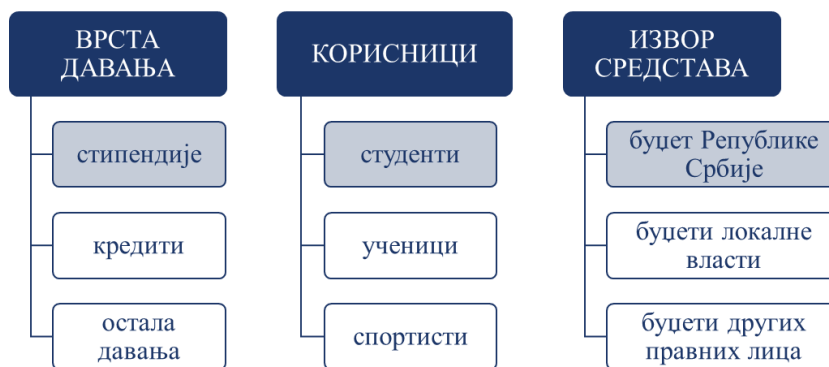 ВРСТА
ДАВАЊА
стипендије
кредити
остала
давања
КОРИСНИЦИ
студенти
ученици
спортисти
ИЗВОР
СРЕДСТАВА
буџет Републике
Србије
буџети локалне
власти
буџети других
правних лица